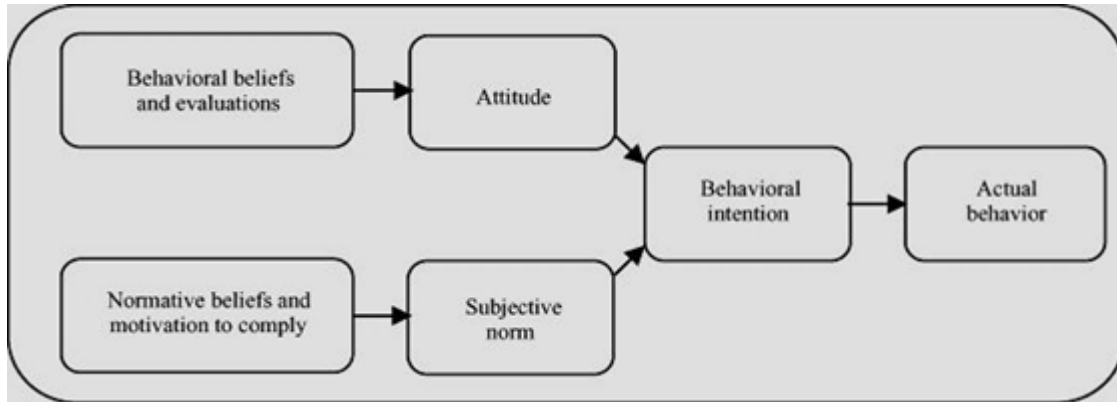 Behavioral beliefs
and evaluations
Attitude
Behavioral
intention
Actual
behavior
Normative beliefs and
motivation to comply
Subjective
norm